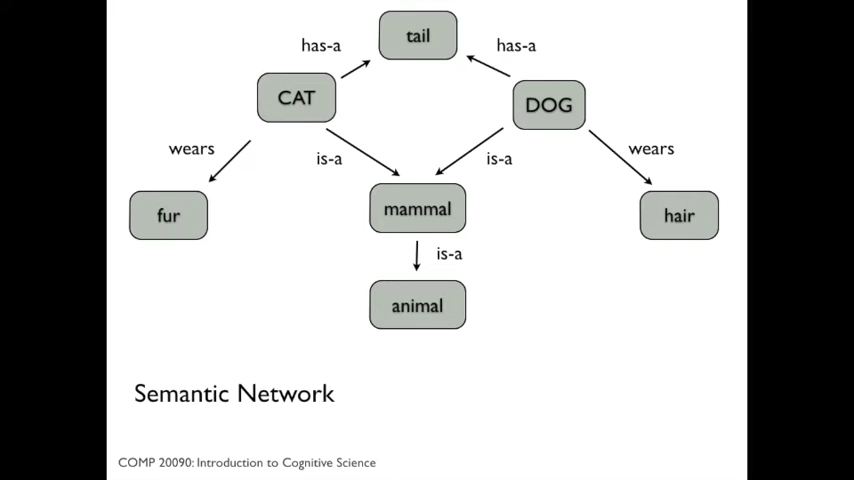 tail
has-a
has-a
CAT
DOG
wears
is-a
is-a
wears
fur
mammal
hair
is-a
animal
Semantic Network
COMP 20090: Introduction to Cognitive Science